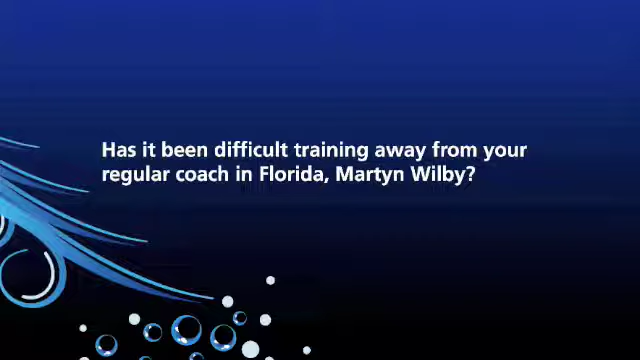 Has it been difficult training away from your
regular coach in Florida, Martyn Wilby?